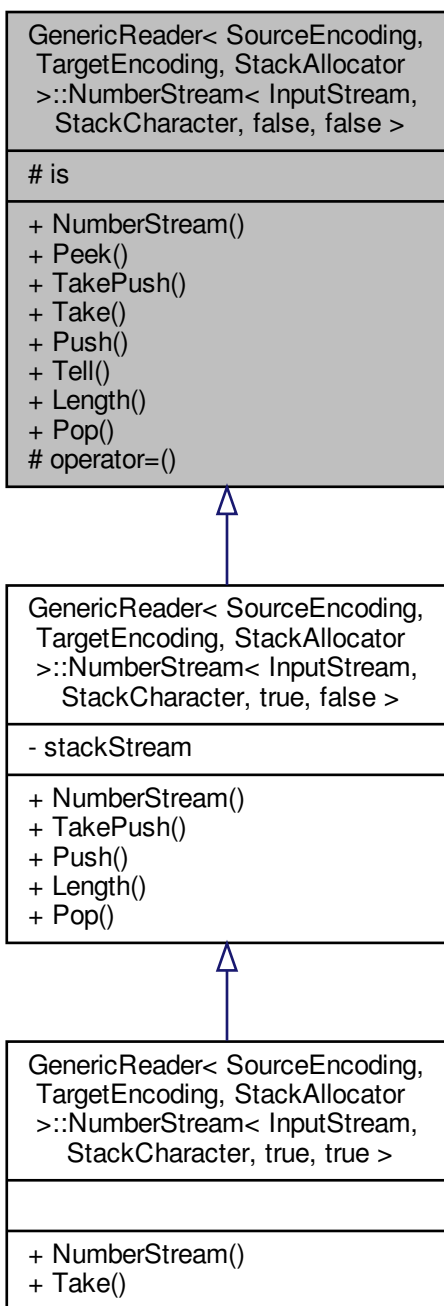 GenericReader< SourceEncoding,
TargetEncoding, StackAllocator
>::NumberStream< InputStream,
StackCharacter, false, false >
# is
+ NumberStream()
+ Peek()
+ TakePush()
+ Take()
+ Push()
+ Tell()
+ Length()
+ Pop()
# operator=()
GenericReader< SourceEncoding,
TargetEncoding, StackAllocator
>::NumberStream< InputStream,
StackCharacter, true, false >
- stackStream
+ NumberStream()
+ TakePush()
+ Push()
+ Length()
+ Pop()
GenericReader< SourceEncoding,
TargetEncoding, StackAllocator
>::NumberStream< InputStream,
StackCharacter, true, true >
+ NumberStream()
+ Take()